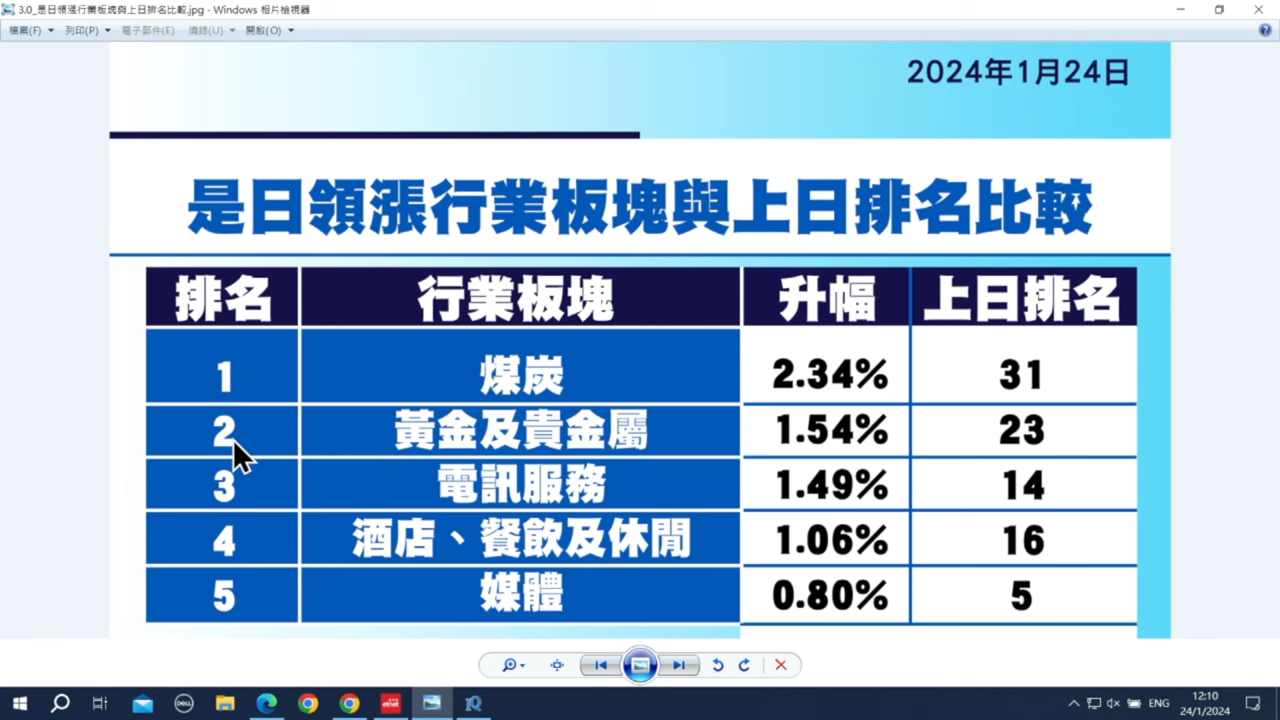 3.0_是日領漲行業板塊與上日排名比較.jpg - Windows 相片檢視器
檔案(F) 列印(P) 電子郵件(E) 燒錄(U) 開啟(O)
2024年1月24日
是日領漲行業板塊與上日排名比較
排名 行業板塊 升幅 上日排名
1 煤炭 2.34% 31
2 黃金及貴金屬 1.54% 23
3 電訊服務 1.49% 14
4 酒店、餐飲及休閒 1.06% 16
5 媒體 0.80% 5
DELL etnet IQ ENG 12:10
24/1/2024